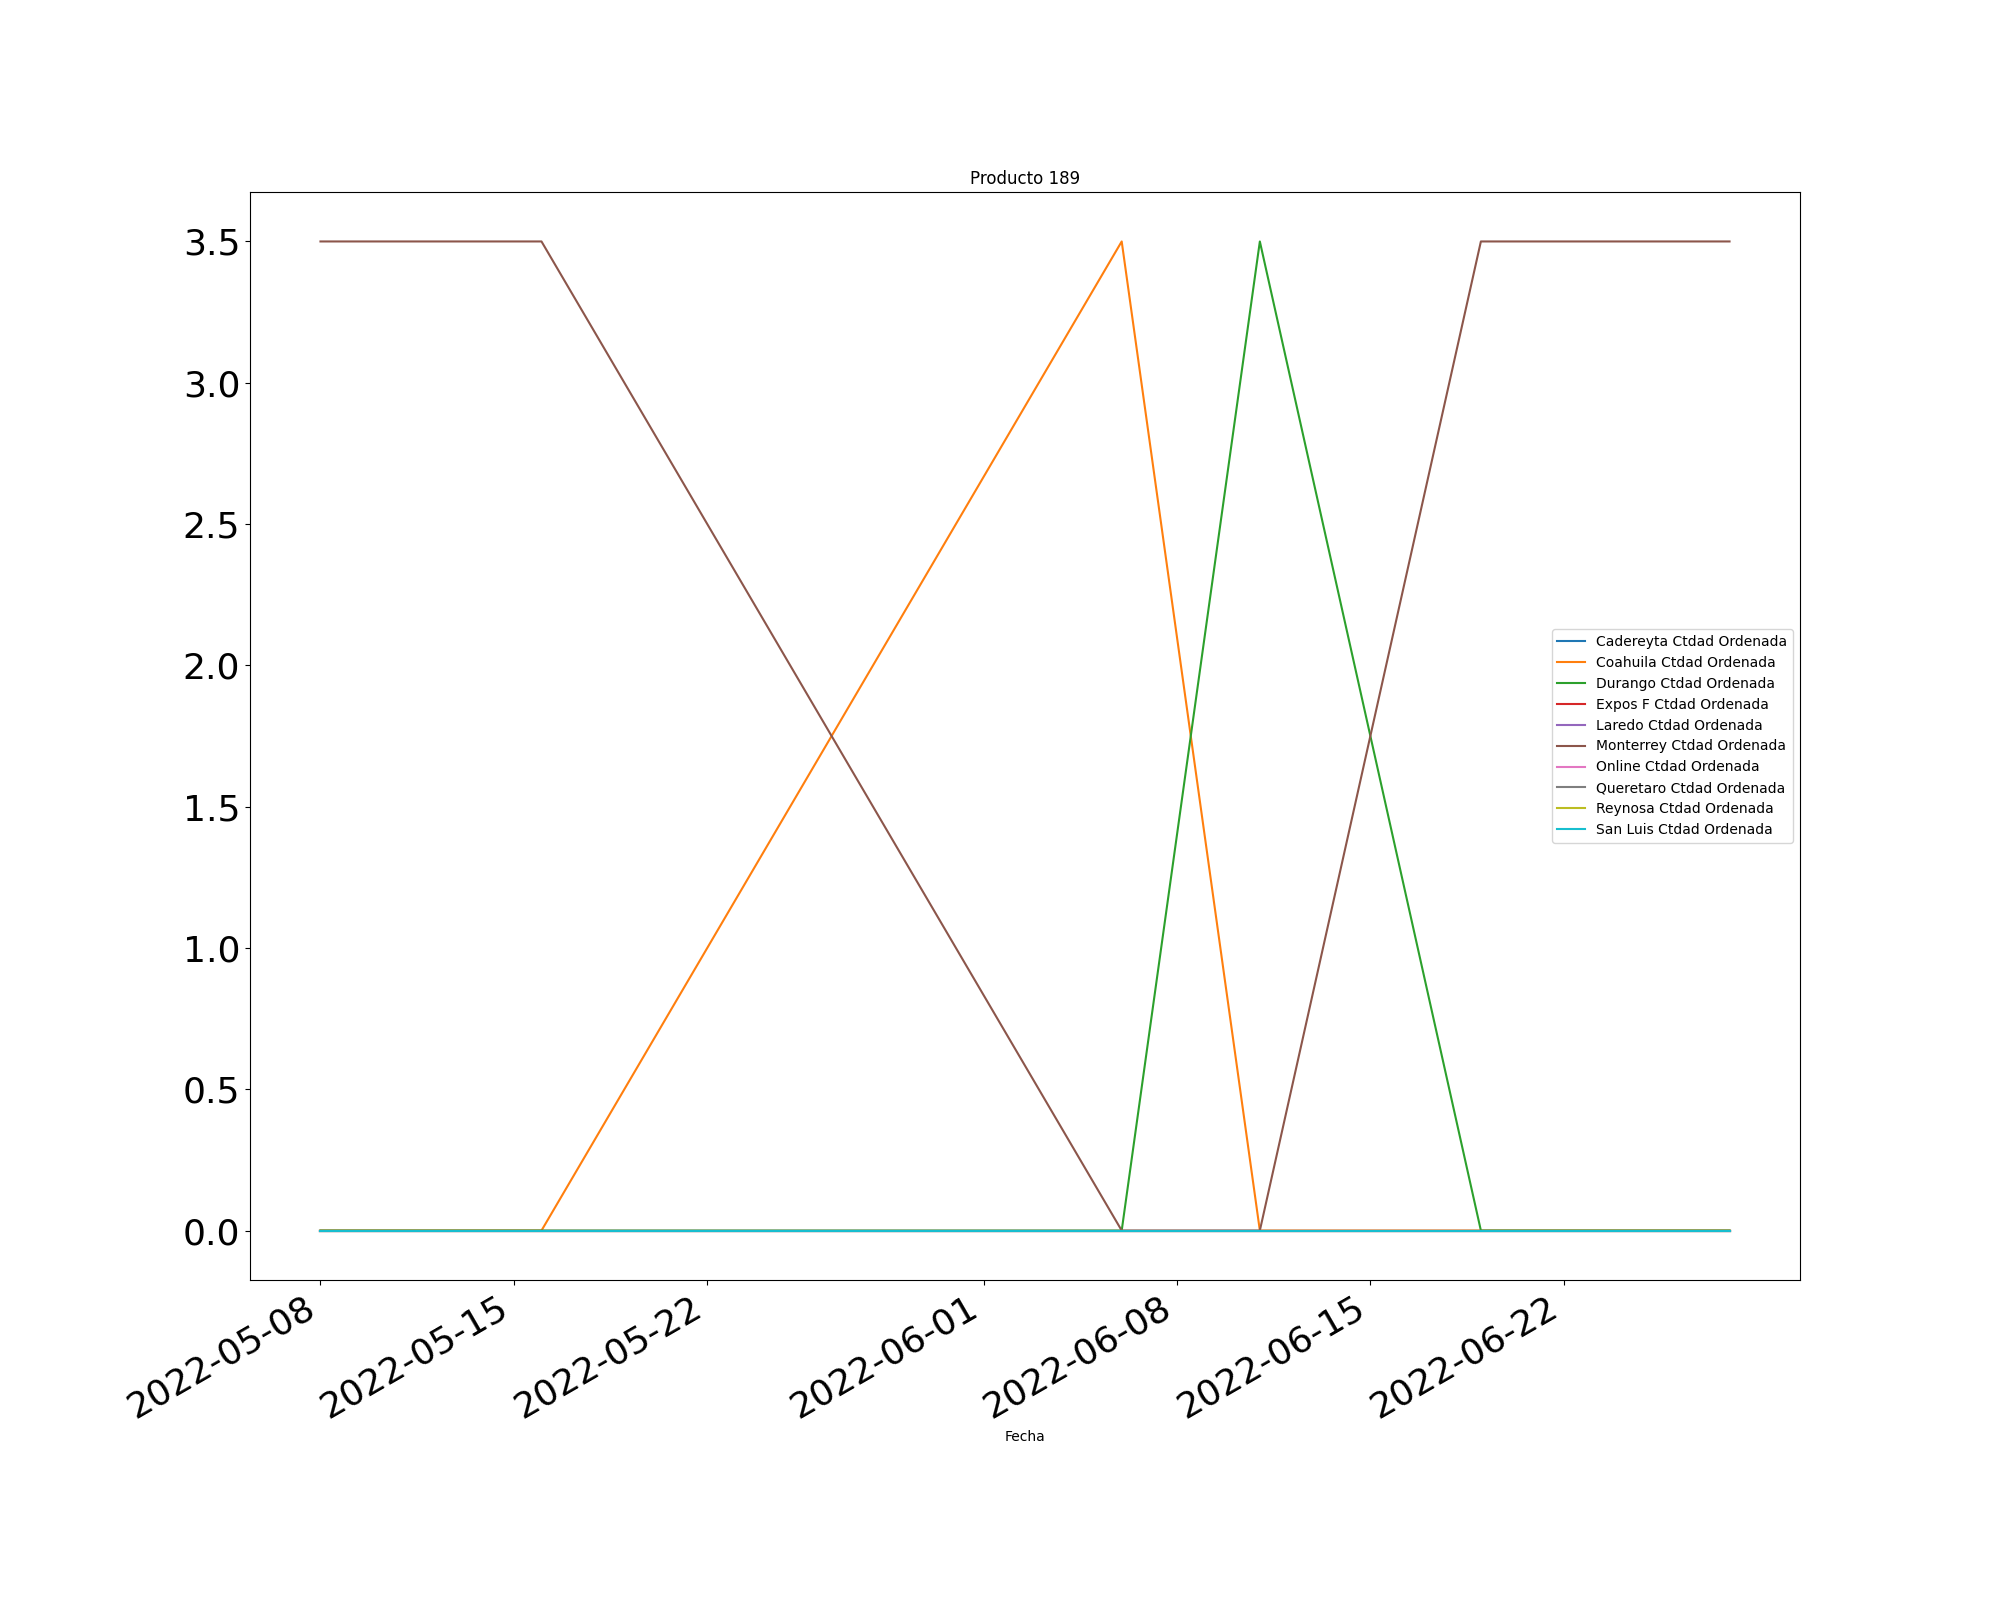 Producto 189
3.5
3.0
2.5
2.0
1.5
1.0
0.5
0.0
Cadereyta Ctdad Ordenada
Coahuila Ctdad Ordenada
Durango Ctdad Ordenada
Expos F Ctdad Ordenada
Laredo Ctdad Ordenada
Monterrey Ctdad Ordenada
Online Ctdad Ordenada
Queretaro Ctdad Ordenada
Reynosa Ctdad Ordenada
San Luis Ctdad Ordenada
2022-05-08
2022-05-15
2022-05-22
2022-06-01
2022-06-08
2022-06-15
2022-06-22
Fecha